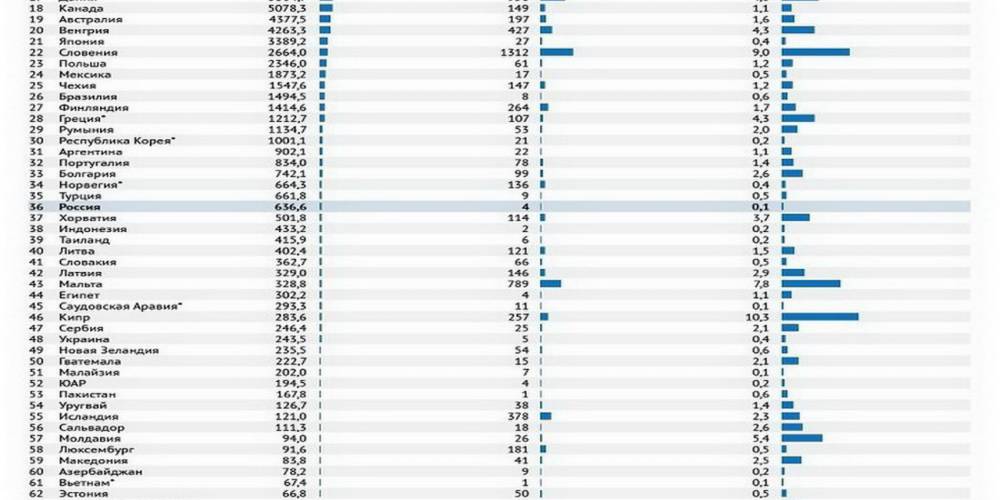 18 Канада 5078,3 149 1,1
19 Австралия 4377,5 197 1,6
20 Венгрия 4263,3 427 4,3
21 Япония 3389,2 27 0,4
22 Словения 2664,0 1312 9,0
23 Польша 2346,0 61 1,2
24 Мексика 1873,2 17 0,5
25 Чехия 1547,6 147 1,2
26 Бразилия 1494,5 8 0,6
27 Финляндия 1414,6 264 1,7
28 Греция* 1212,7 107 4,3
29 Румыния 1134,7 53 2,0
30 Республика Корея* 1001,1 21 0,2
31 Аргентина 902,1 22 1,1
32 Португалия 834,0 78 1,4
33 Болгария 742,1 99 2,6
34 Норвегия* 664,3 136 0,4
35 Турция 661,8 9 0,5
36 Россия 636,6 4 0,1
37 Хорватия 501,8 114 3,7
38 Индонезия 433,2 2 0,2
39 Таиланд 415,9 6 0,2
40 Литва 402,4 121 1,5
41 Словакия 362,7 66 0,5
42 Латвия 329,0 146 2,9
43 Мальта 328,8 789 7,8
44 Египет 302,2 4 1,1
45 Саудовская Аравия* 293,3 11 0,1
46 Кипр 283,6 257 10,3
47 Сербия 246,4 25 2,1
48 Украина 243,5 5 0,4
49 Новая Зеландия 235,5 54 0,6
50 Гватемала 222,7 15 2,1
51 Малайзия 202,0 7 0,1
52 ЮАР 194,5 4 0,2
53 Пакистан 167,8 1 0,6
54 Уругвай 126,7 38 1,4
55 Исландия 121,0 378 2,3
56 Сальвадор 111,3 18 2,6
57 Молдавия 94,0 26 5,4
58 Люксембург 91,6 181 0,5
59 Македония 83,8 41 2,5
60 Азербайджан 78,2 9 0,2
61 Вьетнам* 67,4 1 0,1
62 Эстония 66,8 50 0,5